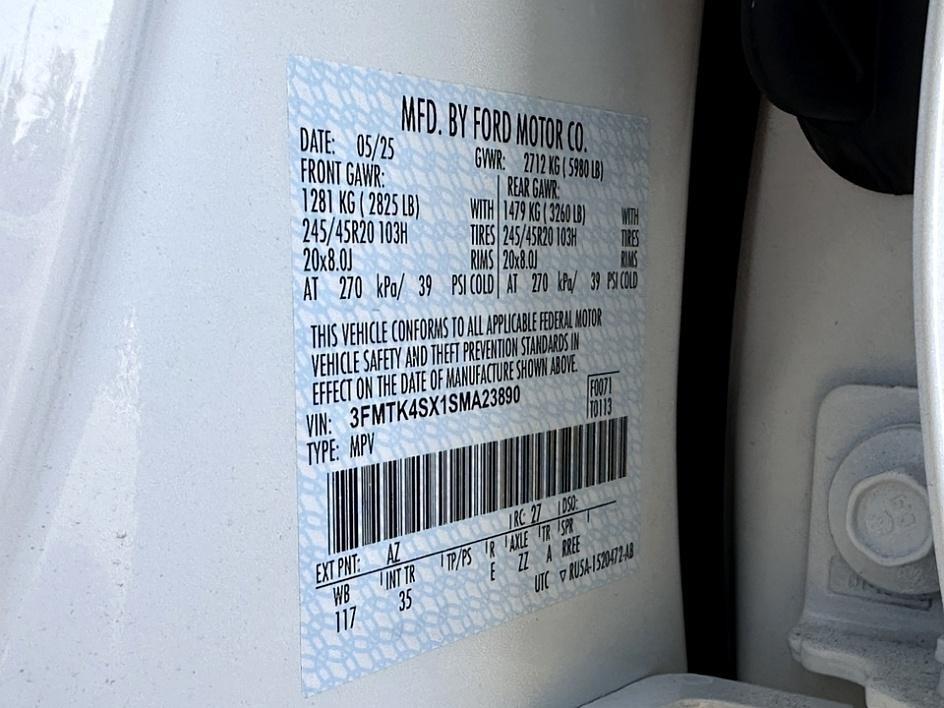 MFD. BY FORD MOTOR CO.
DATE: 05/25 GVWR: 2712 KG ( 5980 LB)
FRONT GAWR: REAR GAWR:
1281 KG ( 2825 LB) WITH 1479 KG ( 3260 LB) WITH
245/45R20 103H TIRES 245/45R20 103H TIRES
20x8.0J RIMS 20x8.0J RIMS
AT 270 kPa/ 39 PSI COLD AT 270 kPa/ 39 PSI COLD
THIS VEHICLE CONFORMS TO ALL APPLICABLE FEDERAL MOTOR
VEHICLE SAFETY AND THEFT PREVENTION STANDARDS IN
EFFECT ON THE DATE OF MANUFACTURE SHOWN ABOVE.
VIN: 3FMTK4SX1SMA23890 F0071
TYPE: MPV T0113
EXT PNT: AZ RC: 27 DSO:
WB INT TR TP/PS R AXLE TR SPR
117 35 E ZZ A RREE
UTC ▽ RU5A-1520472-AB